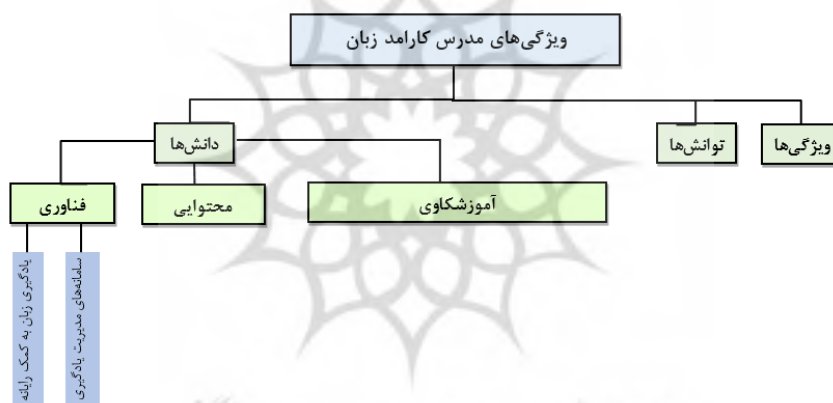 ویژگی‌های مدرس کارامد زبان
ویژگی‌ها
توانش‌ها
دانش‌ها
آموزشکاوی
محتوایی
فناوری
سامانه‌های مدیریت یادگیری
یادگیری زبان به کمک رایانه